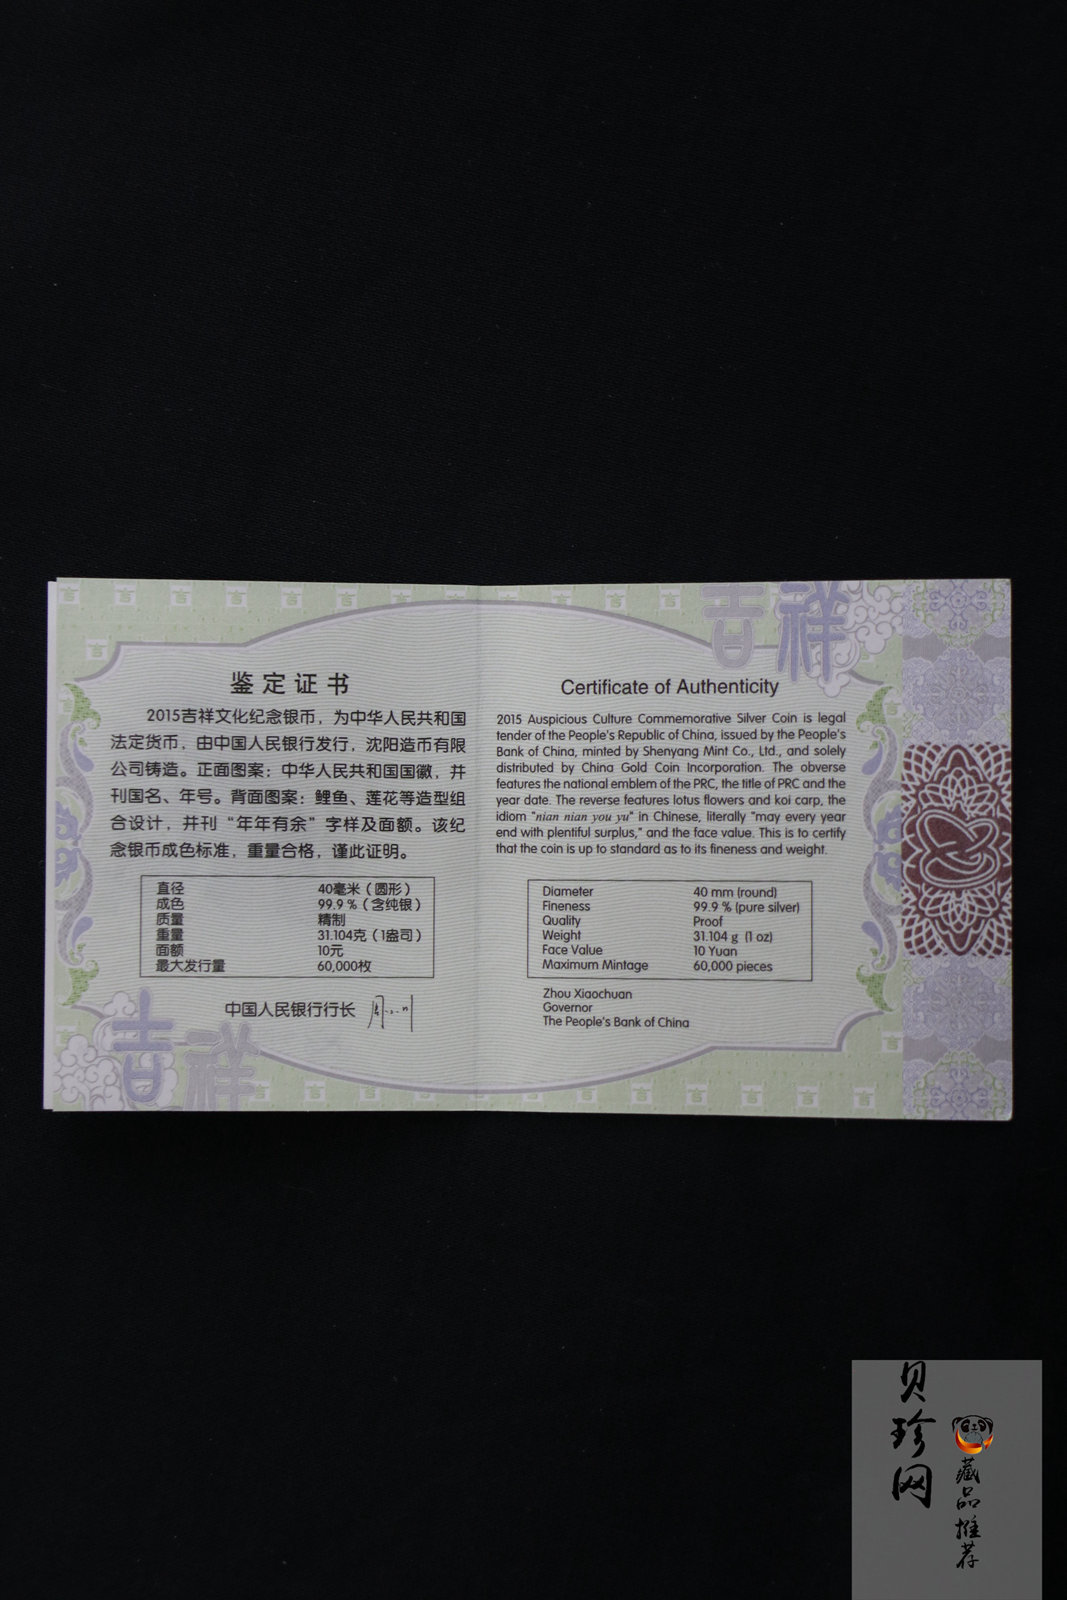 吉祥
鉴定证书
2015吉祥文化纪念银币，为中华人民共和国
法定货币，由中国人民银行发行，沈阳造币有限
公司铸造。正面图案：中华人民共和国国徽，并
刊国名、年号。背面图案：鲤鱼、莲花等造型组
合设计，并刊“年年有余”字样及面额。该纪
念银币成色标准，重量合格，谨此证明。
直径 40毫米（圆形）
成色 99.9％（含纯银）
质量 精制
重量 31.104克（1盎司）
面额 10元
最大发行量 60,000枚
中国人民银行行长
吉祥
Certificate of Authenticity
2015 Auspicious Culture Commemorative Silver Coin is legal
tender of the People's Republic of China, issued by the People's
Bank of China, minted by Shenyang Mint Co., Ltd., and solely
distributed by China Gold Coin Incorporation. The obverse
features the national emblem of the PRC, the title of PRC and the
year date. The reverse features lotus flowers and koi carp, the
idiom "nian nian you yu" in Chinese, literally "may every year
end with plentiful surplus," and the face value. This is to certify
that the coin is up to standard as to its fineness and weight.
Diameter 40 mm (round)
Fineness 99.9 % (pure silver)
Quality Proof
Weight 31.104 g (1 oz)
Face Value 10 Yuan
Maximum Mintage 60,000 pieces
Zhou Xiaochuan
Governor
The People's Bank of China
贝珍网
藏品推荐